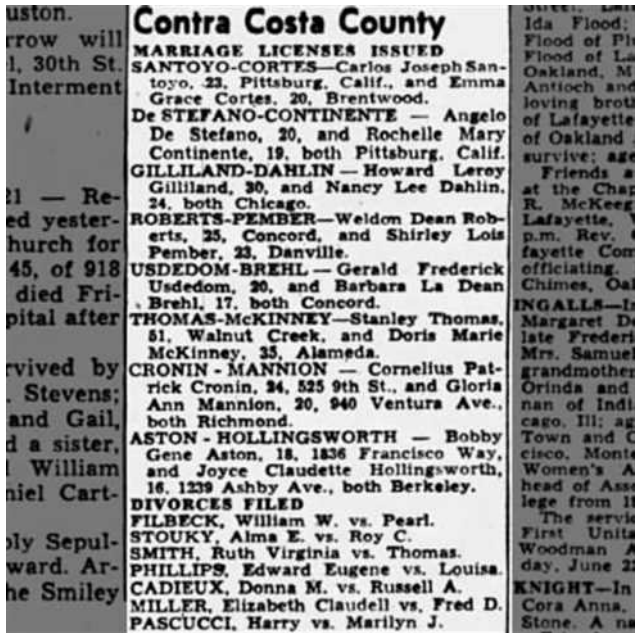 Contra Costa County
MARRIAGE LICENSES ISSUED
SANTOYO-CORTES—Carlos Joseph San-
toyo, 23, Pittsburg, Calif., and Emma
Grace Cortes, 20, Brentwood.
De STEFANO-CONTINENTE — Angelo
De Stefano, 20, and Rochelle Mary
Continente, 19, both Pittsburg, Calif.
GILLILAND-DAHLIN — Howard Leroy
Gilliland, 30, and Nancy Lee Dahlin,
24, both Chicago.
ROBERTS-PEMBER—Weldon Dean Rob-
erts, 25, Concord, and Shirley Lois
Pember, 23, Danville.
USDEDOM-BREHL — Gerald Frederick
Usdedom, 20, and Barbara La Dean
Brehl, 17, both Concord.
THOMAS-McKINNEY—Stanley Thomas,
51, Walnut Creek, and Doris Marie
McKinney, 35, Alameda.
CRONIN - MANNION — Cornelius Pat-
rick Cronin, 24, 525 9th St., and Gloria
Ann Mannion, 20, 940 Ventura Ave.,
both Richmond.
ASTON - HOLLINGSWORTH — Bobby
Gene Aston, 18, 1836 Francisco Way,
and Joyce Claudette Hollingsworth,
16, 1239 Ashby Ave., both Berkeley.
DIVORCES FILED
FILBECK, William W. vs. Pearl.
STOUKY, Alma E. vs. Roy C.
SMITH, Ruth Virginia vs. Thomas.
PHILLIPS, Edward Eugene vs. Louisa.
CADIEUX, Donna M. vs. Russell A.
MILLER, Elizabeth Claudell vs. Fred D.
PASCUCCI, Harry vs. Marilyn J.
uston.
rrow will
l, 30th St.
Interment
21 — Re-
ed yester-
hurch for
45, of 918
died Fri-
pital after
rvived by
. Stevens;
and Gail,
d a sister,
William
niel Cart-
oly Sepul-
ward. Ar-
he Smiley
Ida Flood;
Flood of Pl
Flood of La
Oakland, M
Antioch and
loving brot
of Lafayette
of Oakland
survive; age
Friends a
at the Chap
R. McKeeg
Lafayette,
p.m. Rev.
fayette Com
officiating.
Chimes, Oa
INGALLS—I
Margaret D
late Frederi
Mrs. Samuel
grandmother
Orinda and
nan of Indi
cago, Ill; ag
Town and C
cisco, Mont
Women's A
head of Asse
lege from 1
The servic
First Unita
Woodman A
day, June 2
KNIGHT—In
Cora Anna,
Stone. A na